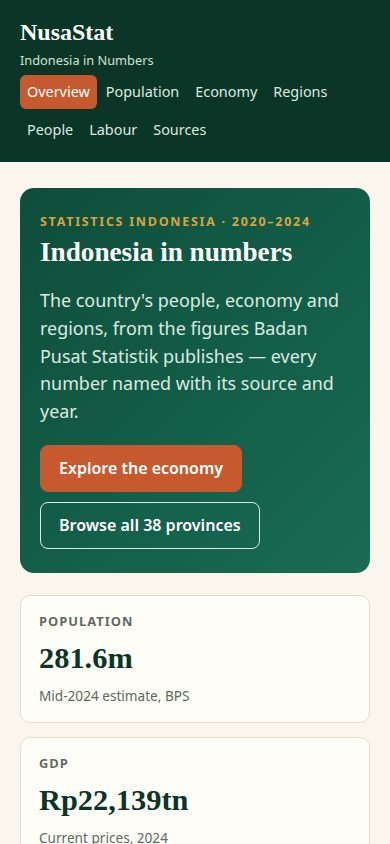 NusaStat
Indonesia in Numbers
Overview Population Economy Regions
People Labour Sources
STATISTICS INDONESIA · 2020–2024
Indonesia in numbers
The country's people, economy and
regions, from the figures Badan
Pusat Statistik publishes — every
number named with its source and
year.
Explore the economy
Browse all 38 provinces
POPULATION
281.6m
Mid-2024 estimate, BPS
GDP
Rp22,139tn
Current prices, 2024